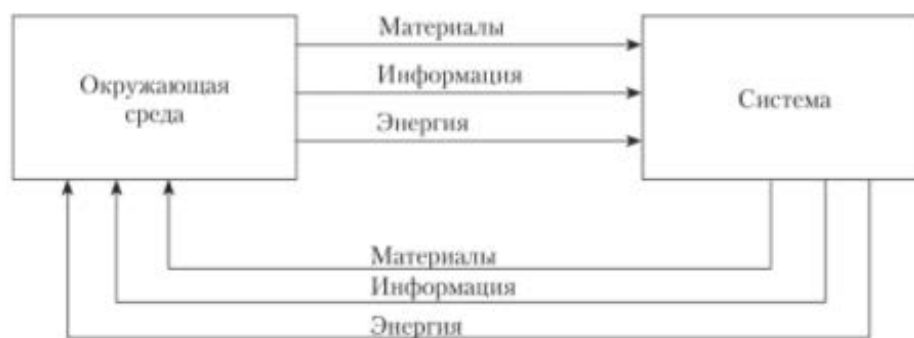 Материалы
Информация
Энергия
Окружающая
среда
Система
Материалы
Информация
Энергия